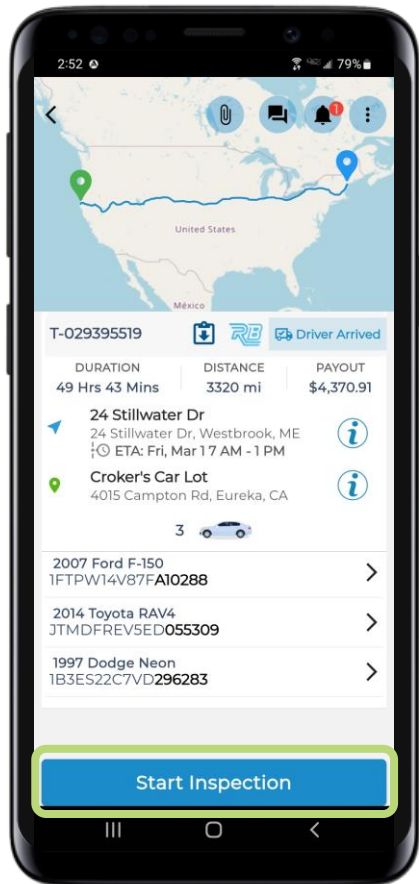 2:52 79%
1
United States
México
T-029395519 RB Driver Arrived
DURATION DISTANCE PAYOUT
49 Hrs 43 Mins 3320 mi $4,370.91
24 Stillwater Dr
24 Stillwater Dr, Westbrook, ME
ETA: Fri, Mar 17 AM - 1 PM
Croker's Car Lot
4015 Campton Rd, Eureka, CA
3
2007 Ford F-150
1FTPW14V87FA10288
2014 Toyota RAV4
JTMDFREV5ED055309
1997 Dodge Neon
1B3ES22C7VD296283
Start Inspection